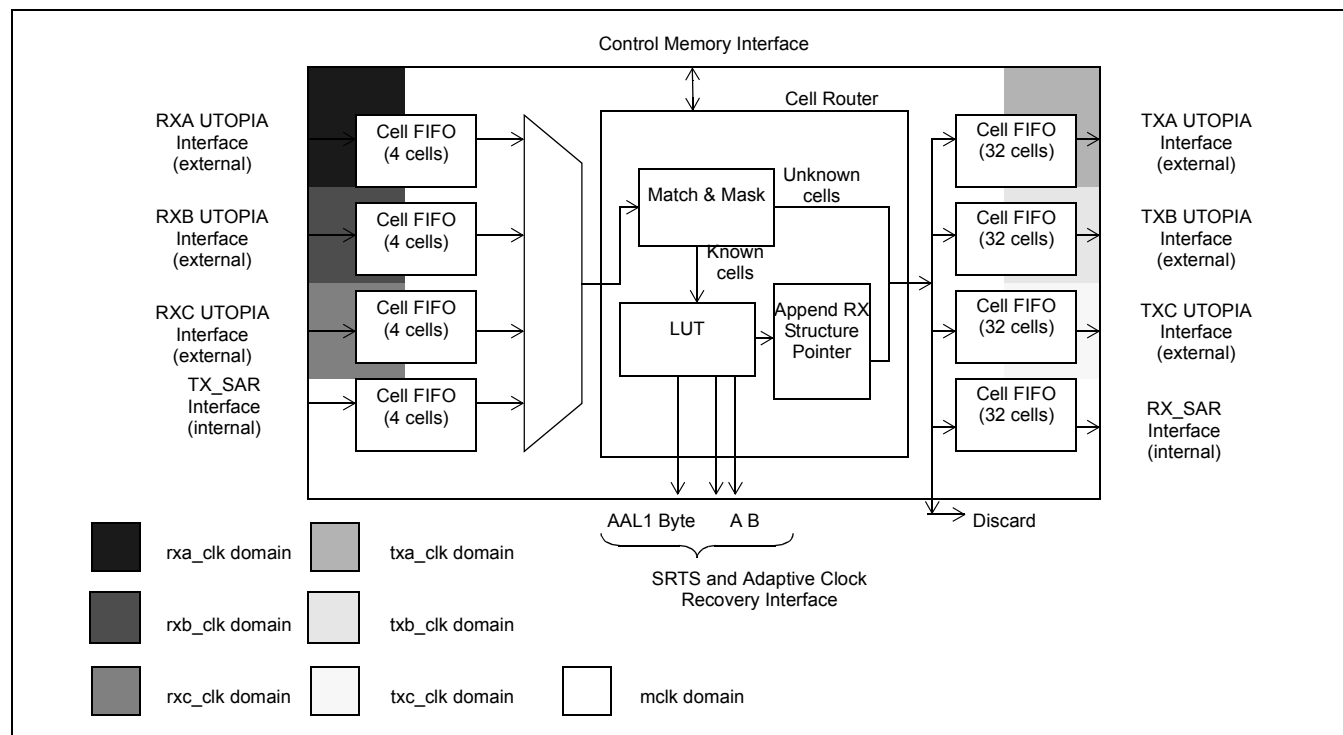 Control Memory Interface
Cell Router
RXA UTOPIA
Interface
(external)
Cell FIFO
(4 cells)
RXB UTOPIA
Interface
(external)
Cell FIFO
(4 cells)
RXC UTOPIA
Interface
(external)
Cell FIFO
(4 cells)
TX_SAR
Interface
(internal)
Cell FIFO
(4 cells)
Match & Mask
Unknown
cells
Known
cells
LUT
Append RX
Structure
Pointer
Cell FIFO
(32 cells)
TXA UTOPIA
Interface
(external)
Cell FIFO
(32 cells)
TXB UTOPIA
Interface
(external)
Cell FIFO
(32 cells)
TXC UTOPIA
Interface
(external)
Cell FIFO
(32 cells)
RX_SAR
Interface
(internal)
Discard
AAL1 Byte
A B
SRTS and Adaptive Clock
Recovery Interface
rxa_clk domain
txa_clk domain
rxb_clk domain
txb_clk domain
rxc_clk domain
txc_clk domain
mclk domain